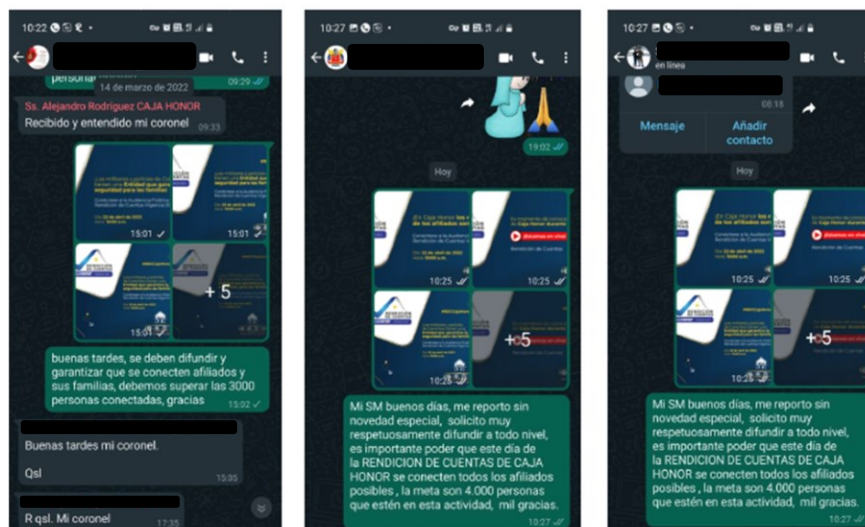 10:22
personal
09:29
14 de marzo de 2022
Ss. Alejandro Rodriguez CAJA HONOR
Recibido y entendido mi coronel
09:33
15:01
15:01
15:01
+ 5
buenas tardes, se deben difundir y
garantizar que se conecten afiliados y
sus familias, debemos superar las 3000
personas conectadas, gracias
15:02
Buenas tardes mi coronel.
Qsl
15:05
R qsl. Mi coronel
17:35
10:27
19:02
Hoy
10:25
10:25
10:25
+5
Mi SM buenos días, me reporto sin
novedad especial, solicito muy
respetuosamente difundir a todo nivel,
es importante poder que este día de
la RENDICION DE CUENTAS DE CAJA
HONOR se conecten todos los afiliados
posibles , la meta son 4.000 personas
que estén en esta actividad, mil gracias.
10:27
10:27
en línea
08:18
Mensaje
Añadir
contacto
Hoy
10:25
10:25
10:25
+5
Mi SM buenos días, me reporto sin
novedad especial, solicito muy
respetuosamente difundir a todo nivel,
es importante poder que este día de
la RENDICION DE CUENTAS DE CAJA
HONOR se conecten todos los afiliados
posibles , la meta son 4.000 personas
que estén en esta actividad, mil gracias.
10:27